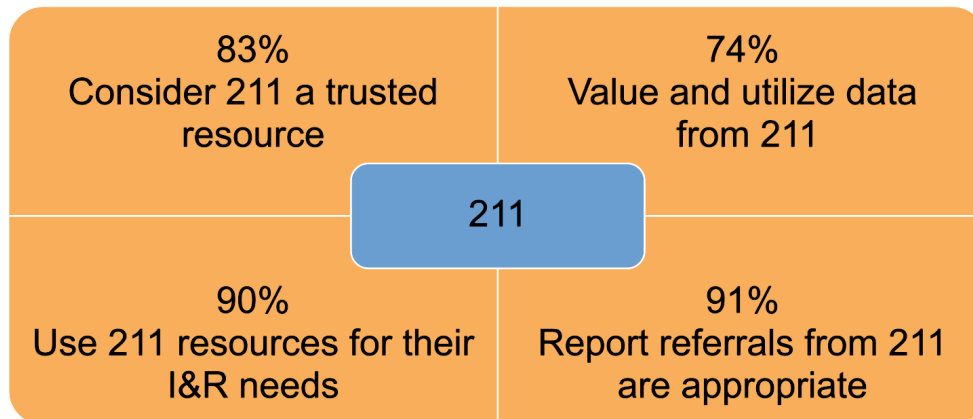 83%
Consider 211 a trusted
resource
74%
Value and utilize data
from 211
211
90%
Use 211 resources for their
I&R needs
91%
Report referrals from 211
are appropriate